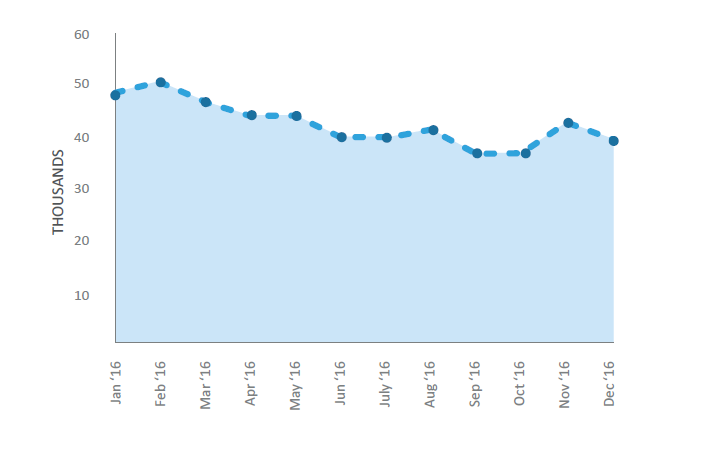 60
50
40
30
20
10
THOUSANDS
Jan ‘16
Feb ‘16
Mar ‘16
Apr ‘16
May ‘16
Jun ‘16
July ‘16
Aug ‘16
Sep ‘16
Oct ‘16
Nov ‘16
Dec ‘16